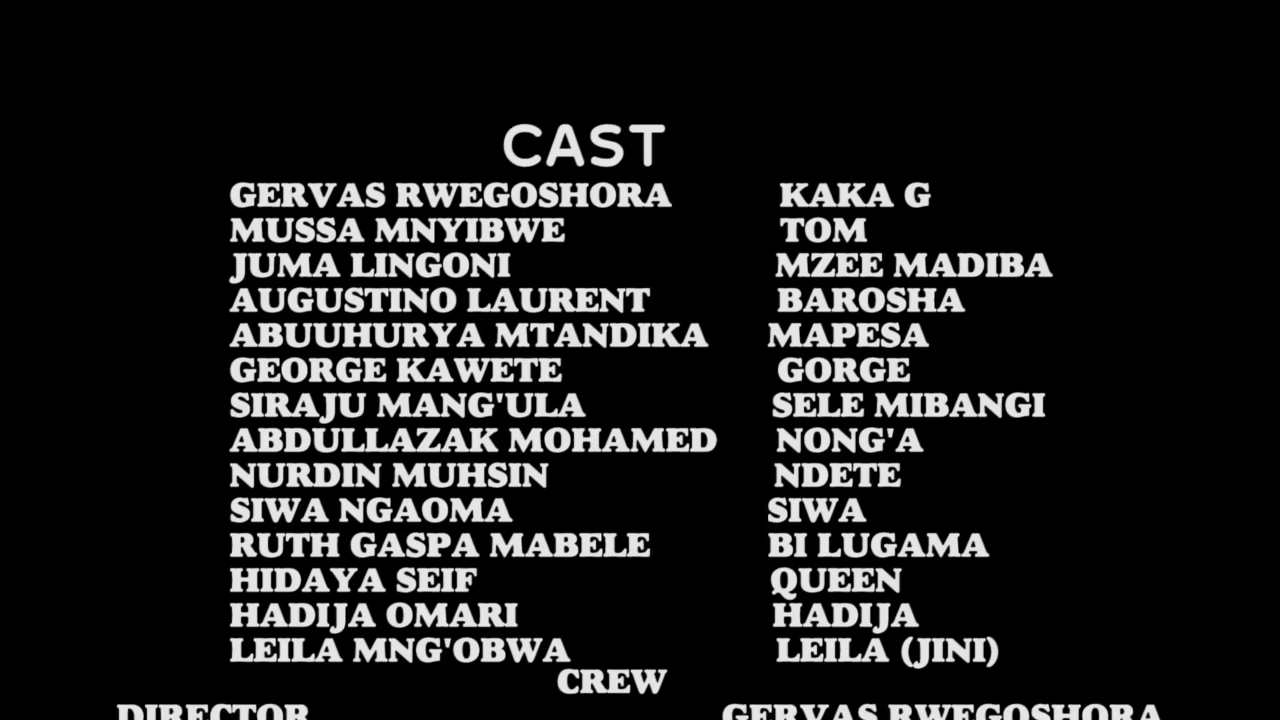 CAST
GERVAS RWEGOSHORA KAKA G
MUSSA MNYIBWE TOM
JUMA LINGONI MZEE MADIBA
AUGUSTINO LAURENT BAROSHA
ABUUHURYA MTANDIKA MAPESA
GEORGE KAWETE GORGE
SIRAJU MANG'ULA SELE MIBANGI
ABDULLAZAK MOHAMED NONG'A
NURDIN MUHSIN NDETE
SIWA NGAOMA SIWA
RUTH GASPA MABELE BI LUGAMA
HIDAYA SEIF QUEEN
HADIJA OMARI HADIJA
LEILA MNG'OBWA LEILA (JINI)
CREW
DIRECTOR GERVAS RWEGOSHORA